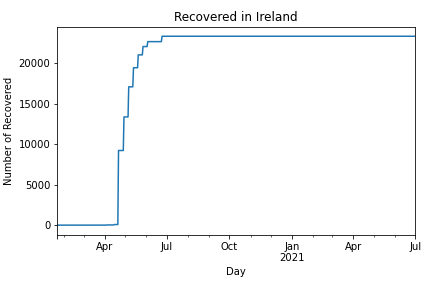 Recovered in Ireland
Number of Recovered
20000
15000
10000
5000
0
Apr Jul Oct Jan Apr Jul
2021
Day